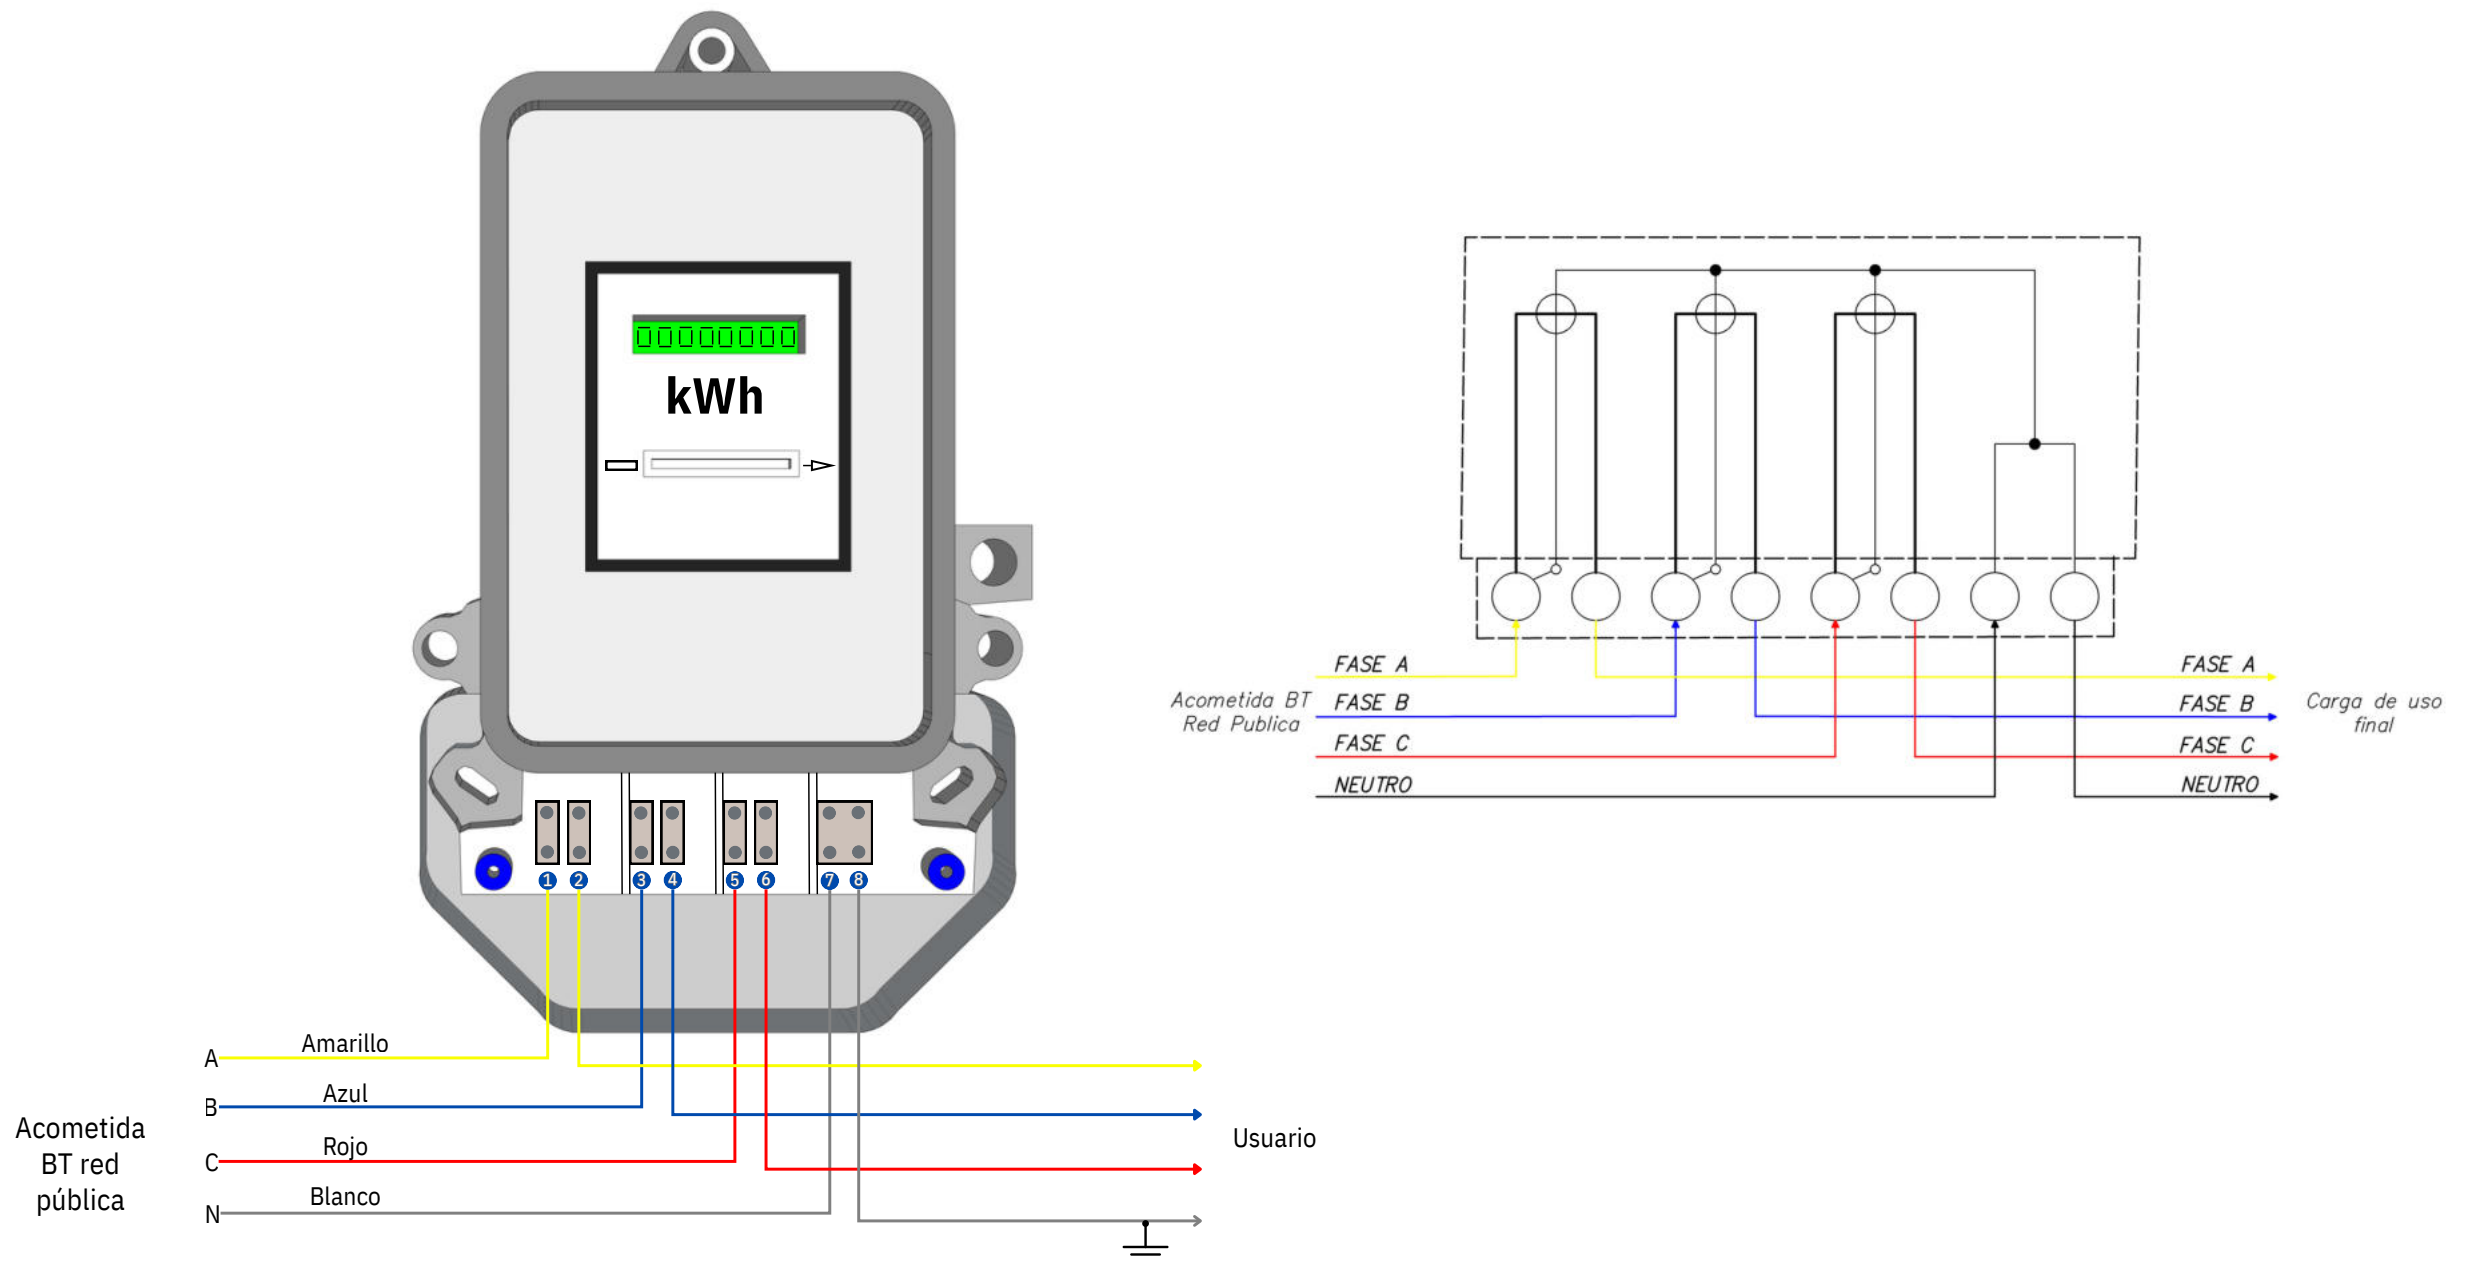 00000000
kWh
1 2 3 4 5 6 7 8
A
Amarillo
B
Azul
C
Rojo
N
Blanco
Acometida
BT red
pública
Usuario
Acometida BT
Red Publica
FASE A
FASE B
FASE C
NEUTRO
FASE A
FASE B
FASE C
NEUTRO
Carga de uso
final